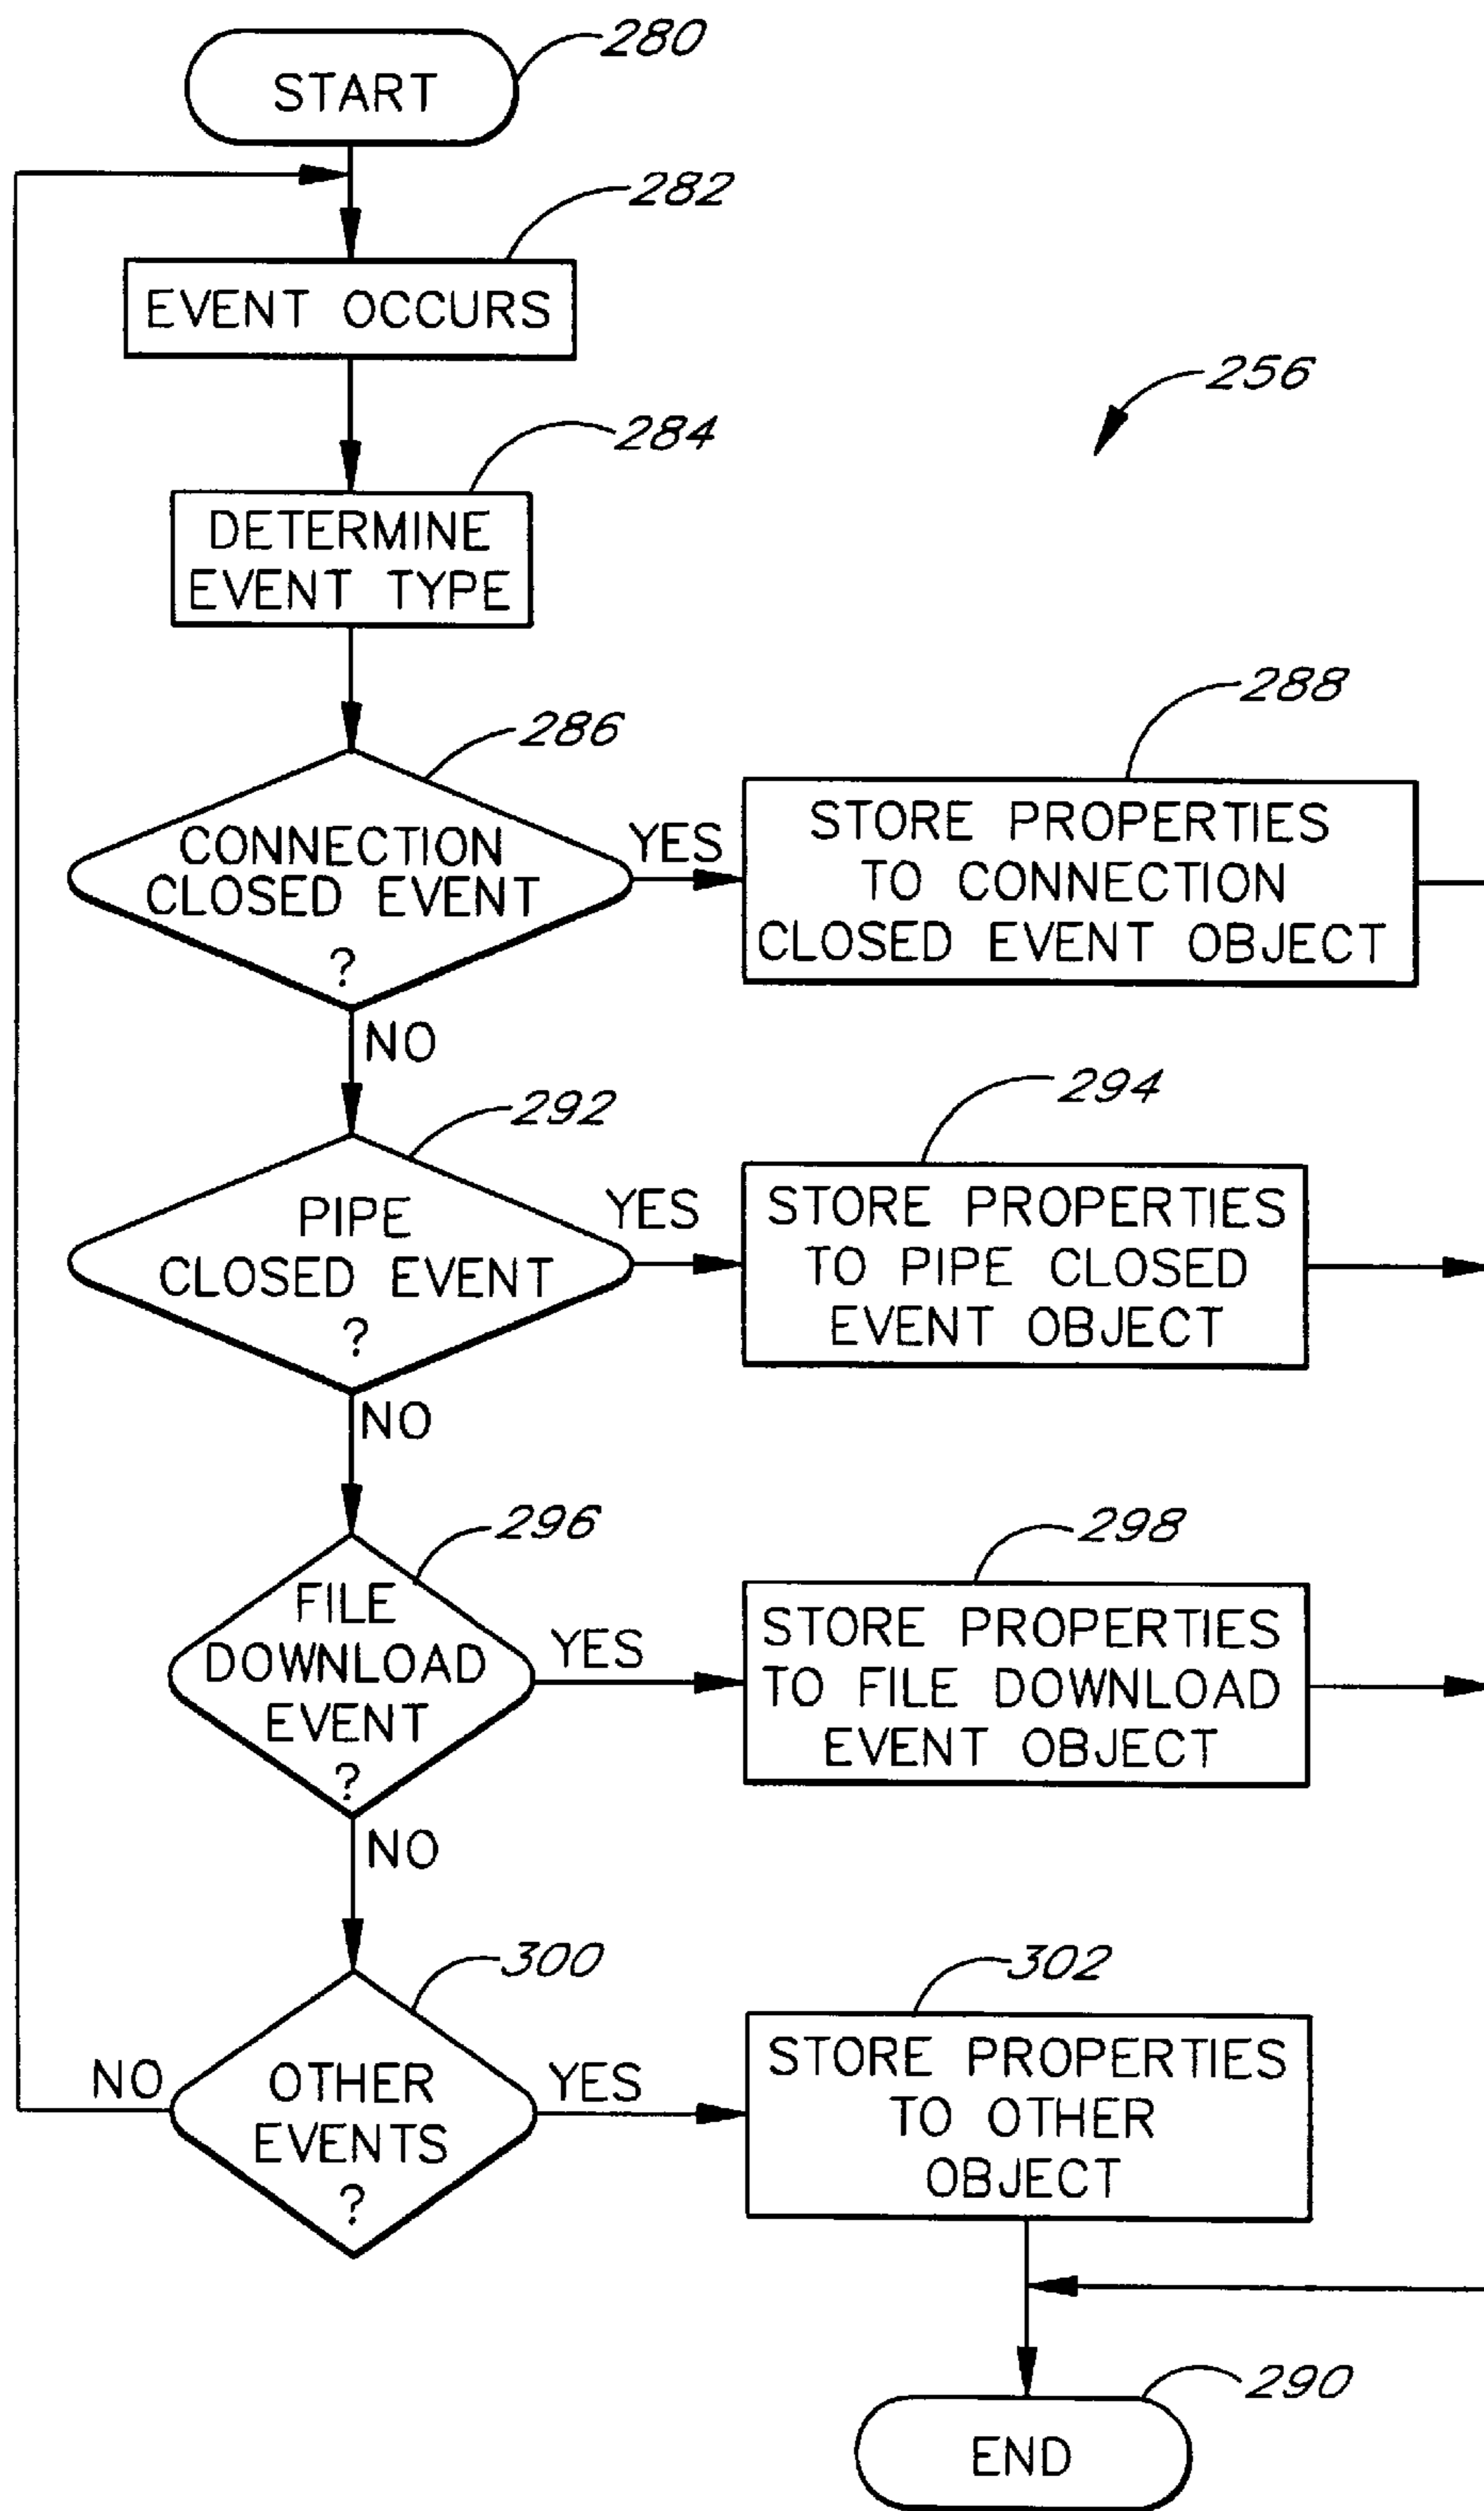 280
START
282
EVENT OCCURS
256
284
DETERMINE
EVENT TYPE
286
CONNECTION
CLOSED EVENT
?
YES
288
STORE PROPERTIES
TO CONNECTION
CLOSED EVENT OBJECT
NO
292
PIPE
CLOSED EVENT
?
YES
294
STORE PROPERTIES
TO PIPE CLOSED
EVENT OBJECT
NO
296
FILE
DOWNLOAD
EVENT
?
YES
298
STORE PROPERTIES
TO FILE DOWNLOAD
EVENT OBJECT
NO
300
OTHER
EVENTS
?
NO
YES
302
STORE PROPERTIES
TO OTHER
OBJECT
290
END